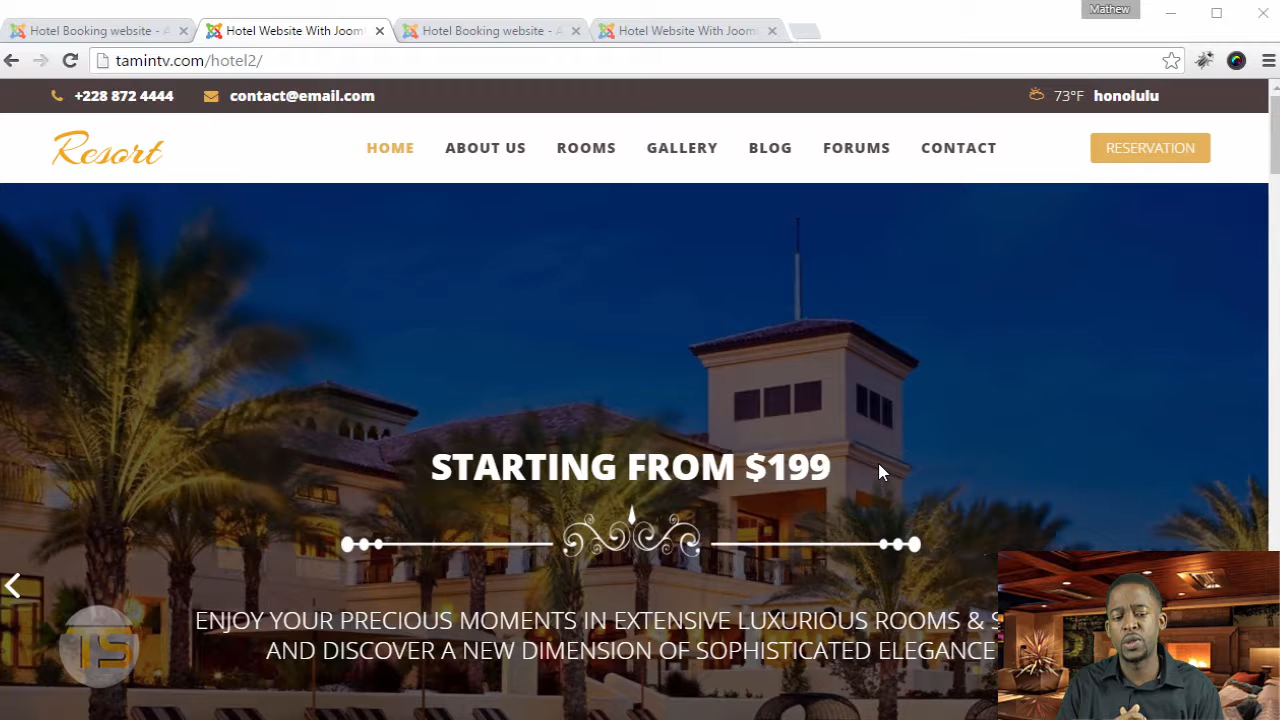 Mathew
Hotel Booking website - A
Hotel Website With Joom
Hotel Booking website - A
Hotel Website With Joom
tamintv.com/hotel2/
+228 872 4444
contact@email.com
73°F honolulu
Resort
HOME ABOUT US ROOMS GALLERY BLOG FORUMS CONTACT
RESERVATION
STARTING FROM $199
ENJOY YOUR PRECIOUS MOMENTS IN EXTENSIVE LUXURIOUS ROOMS & S
AND DISCOVER A NEW DIMENSION OF SOPHISTICATED ELEGANCE
TS